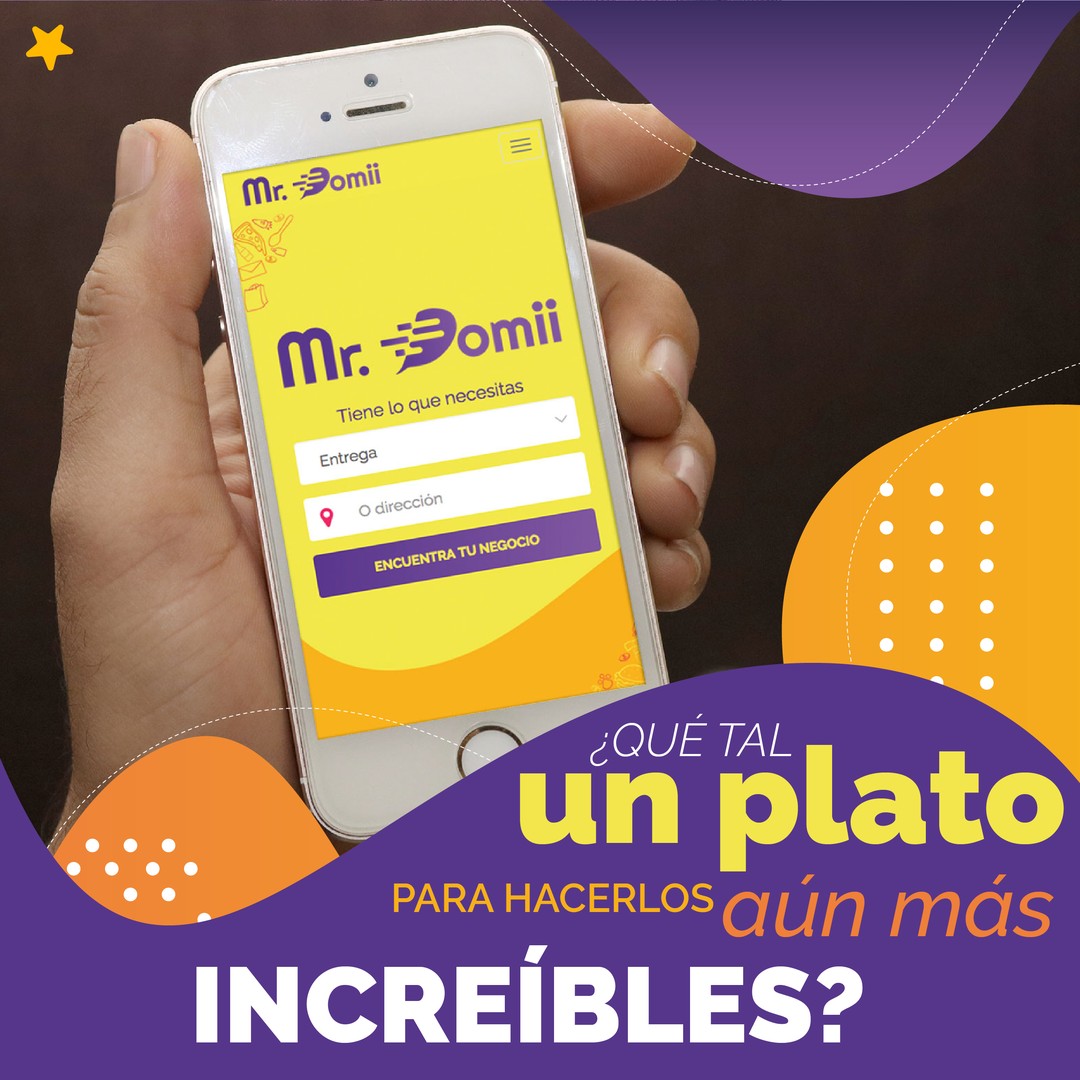 Mr. Domii
Mr. Domii
Tiene lo que necesitas
Entrega
O dirección
ENCUENTRA TU NEGOCIO
¿QUÉ TAL
un plato
PARA HACERLOS aún más
INCREÍBLES?